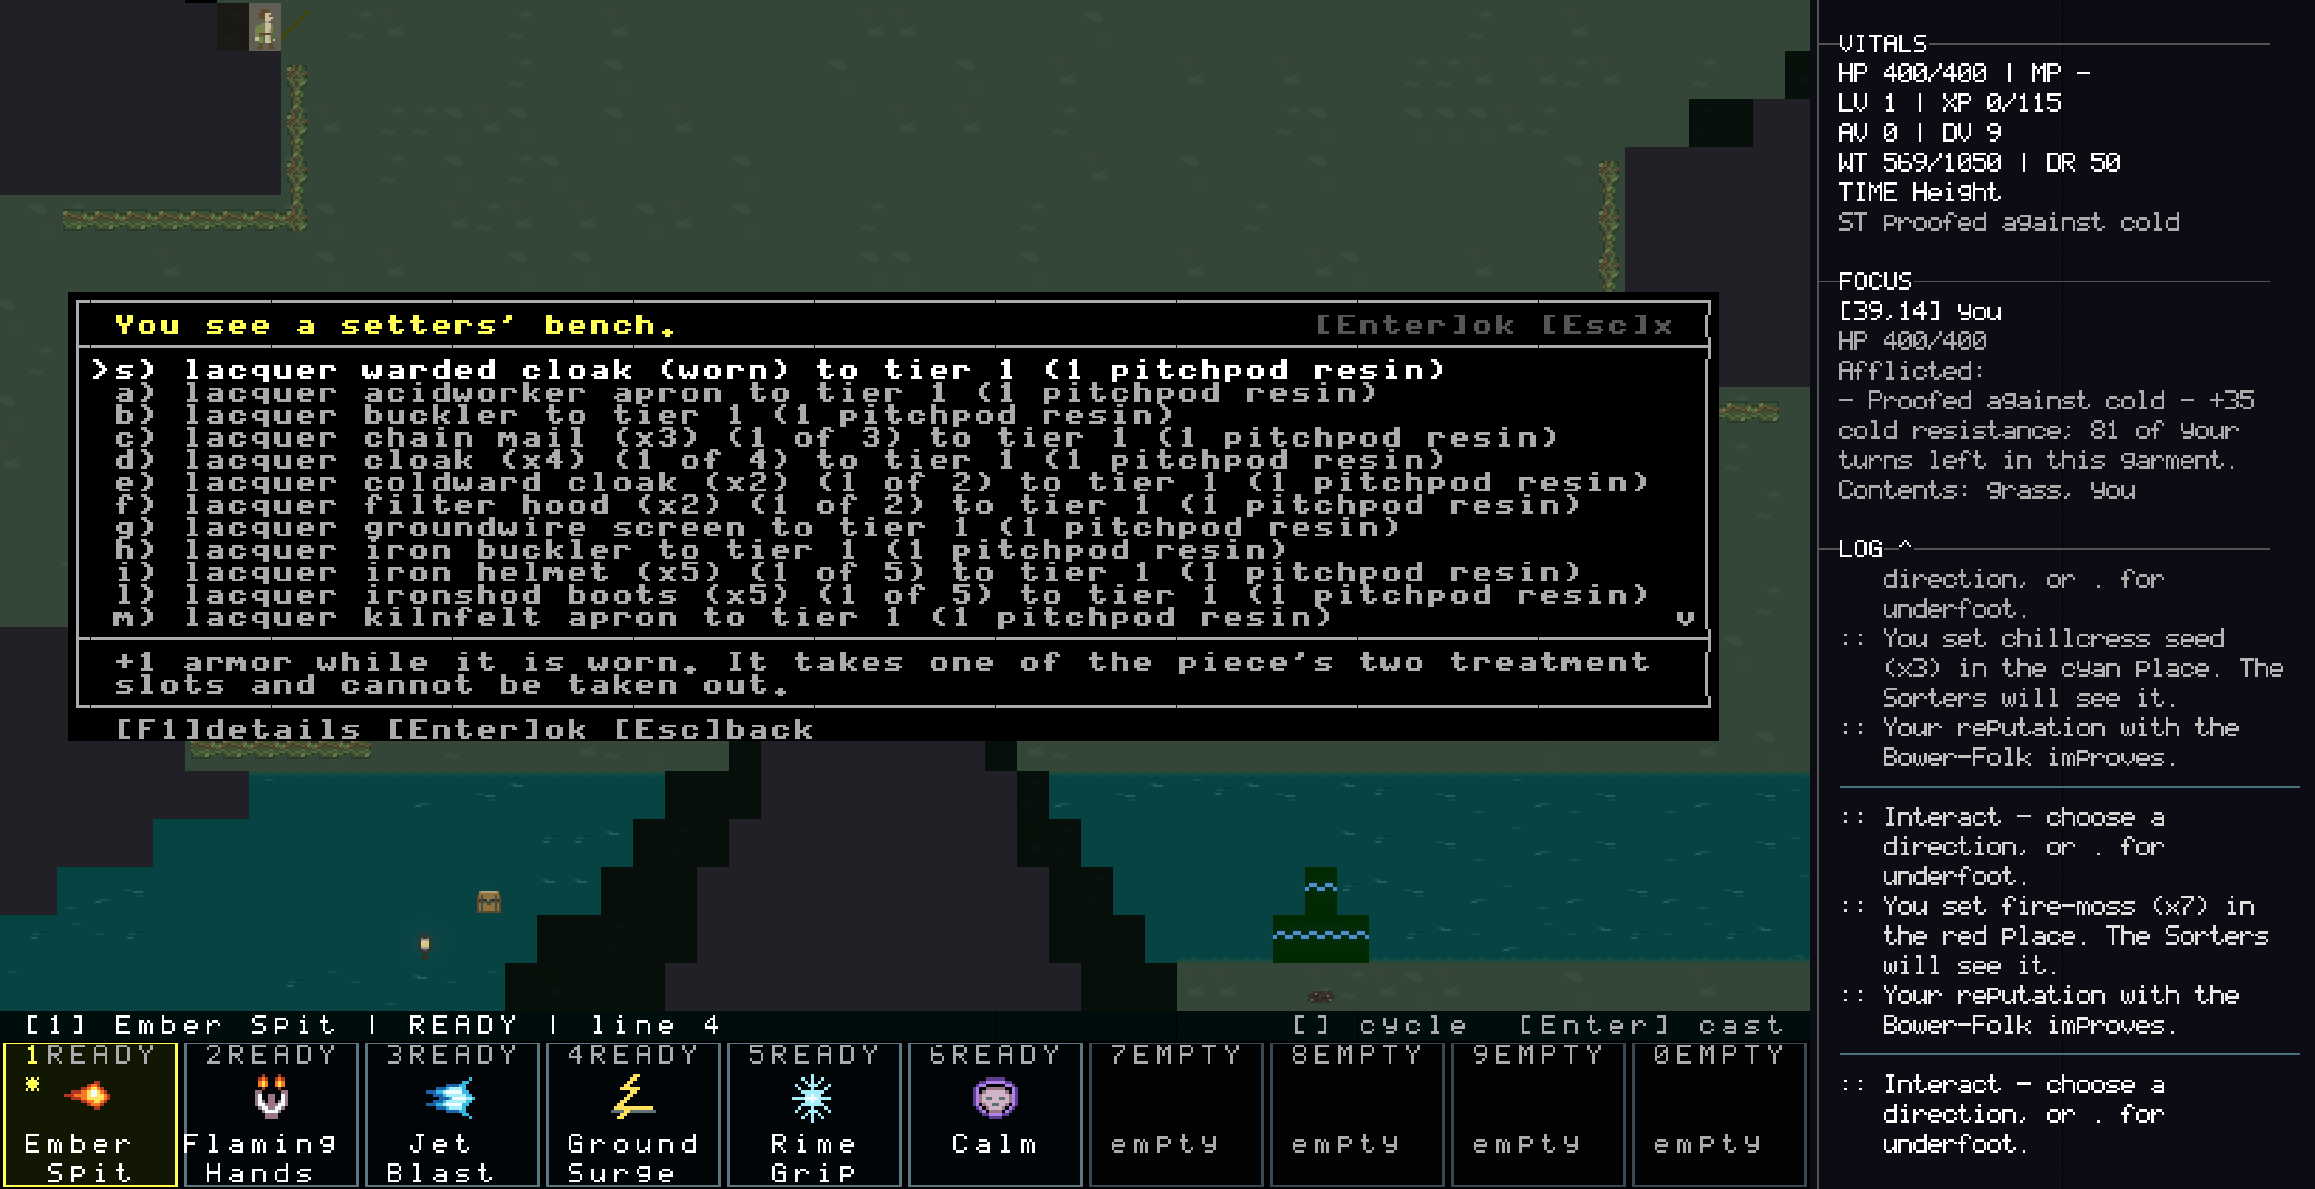 You see a setters' bench. [Enter]ok [Esc]x
>s) lacquer warded cloak (worn) to tier 1 (1 pitchpod resin)
a) lacquer acidworker apron to tier 1 (1 pitchpod resin)
b) lacquer buckler to tier 1 (1 pitchpod resin)
c) lacquer chain mail (x3) (1 of 3) to tier 1 (1 pitchpod resin)
d) lacquer cloak (x4) (1 of 4) to tier 1 (1 pitchpod resin)
e) lacquer coldward cloak (x2) (1 of 2) to tier 1 (1 pitchpod resin)
f) lacquer filter hood (x2) (1 of 2) to tier 1 (1 pitchpod resin)
g) lacquer groundwire screen to tier 1 (1 pitchpod resin)
h) lacquer iron buckler to tier 1 (1 pitchpod resin)
i) lacquer iron helmet (x5) (1 of 5) to tier 1 (1 pitchpod resin)
l) lacquer ironshod boots (x5) (1 of 5) to tier 1 (1 pitchpod resin)
m) lacquer kilnfelt apron to tier 1 (1 pitchpod resin) v
+1 armor while it is worn. It takes one of the piece's two treatment
slots and cannot be taken out.
[F1]details [Enter]ok [Esc]back
[1] Ember Spit | READY | line 4 [] cycle [Enter] cast
1READY 2READY 3READY 4READY 5READY 6READY 7EMPTY 8EMPTY 9EMPTY 0EMPTY
Ember Flaming Jet Ground Rime Calm empty empty empty empty
Spit Hands Blast Surge Grip
VITALS
HP 400/400 | MP -
LV 1 | XP 0/115
AV 0 | DV 9
WT 569/1050 | DR 50
TIME Height
ST Proofed against cold
FOCUS
[39,14] You
HP 400/400
Afflicted:
- Proofed against cold - +35
cold resistance; 81 of your
turns left in this garment.
Contents: grass, You
LOG ^
direction, or . for
underfoot.
:: You set chillcress seed
(x3) in the cyan place. The
Sorters will see it.
:: Your reputation with the
Bower-Folk improves.
:: Interact - choose a
direction, or . for
underfoot.
:: You set fire-moss (x7) in
the red place. The Sorters
will see it.
:: Your reputation with the
Bower-Folk improves.
:: Interact - choose a
direction, or . for
underfoot.